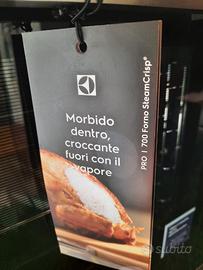 Morbido
dentro,
croccante
fuori con il
vapore
PRO | 700 Forno SteamCrisp®
subito